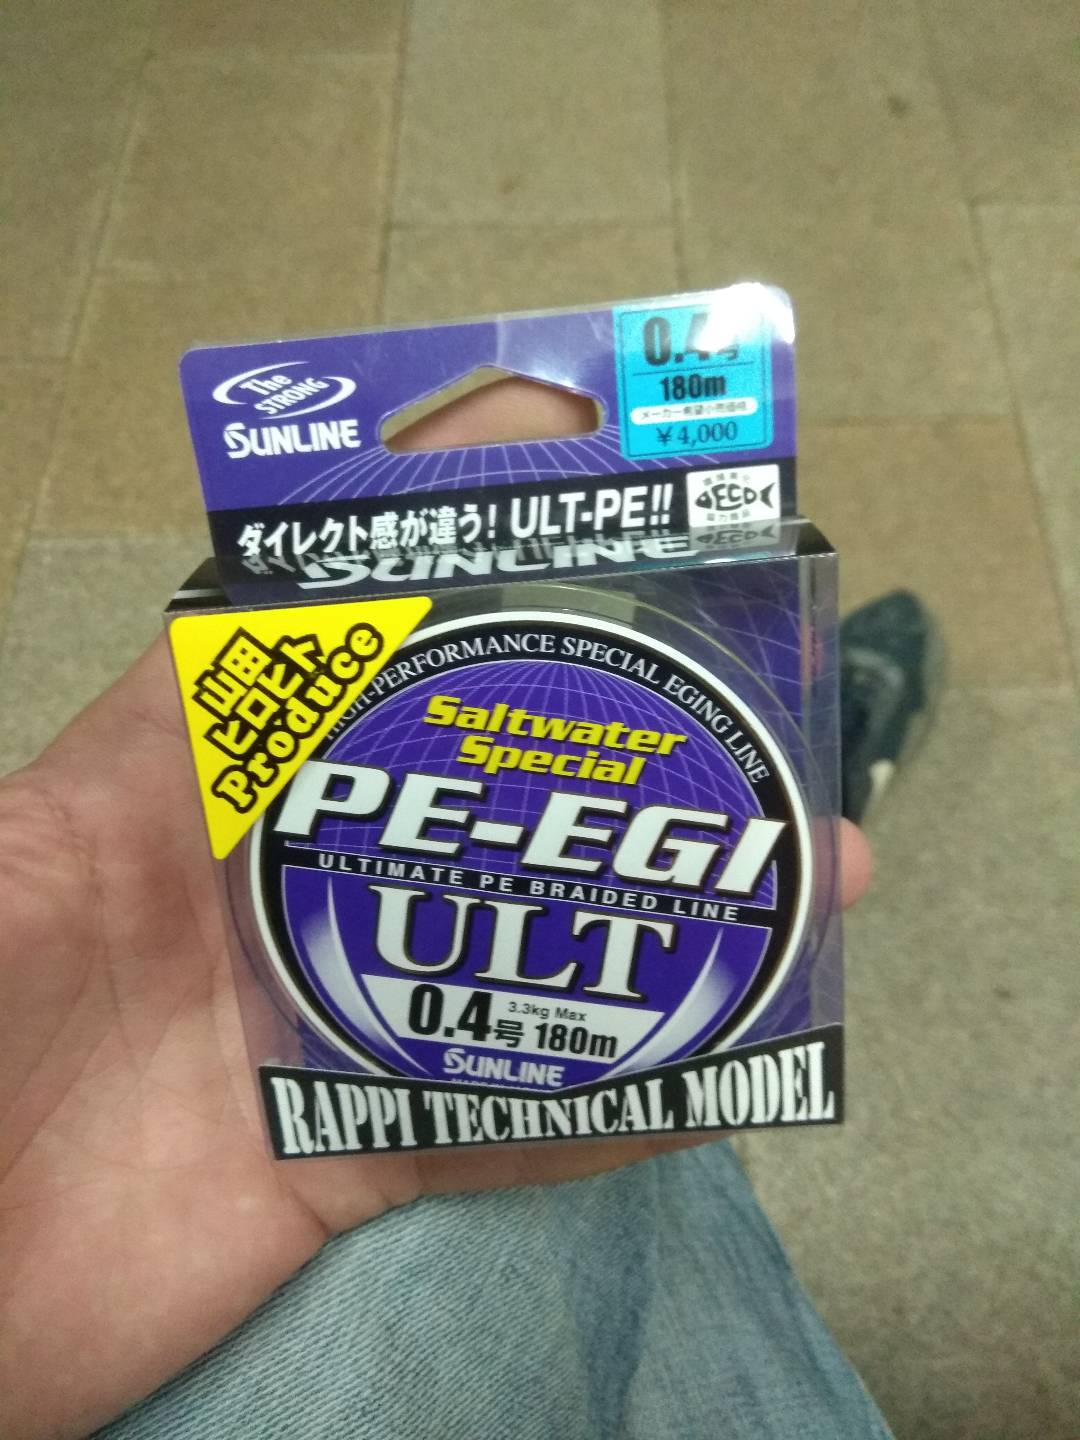 The
STRONG
SUNLINE
0.4号
180m
メーカー希望小売価格
¥4,000
ダイレクト感が違う! ULT-PE!!
ECO
SUNLINE
山田
ヒロヒト
Produce
HIGH-PERFORMANCE SPECIAL EGING LINE
Saltwater
Special
PE-EGI
ULTIMATE PE BRAIDED LINE
ULT
3.3kg Max
0.4号 180m
SUNLINE
RAPPI TECHNICAL MODEL